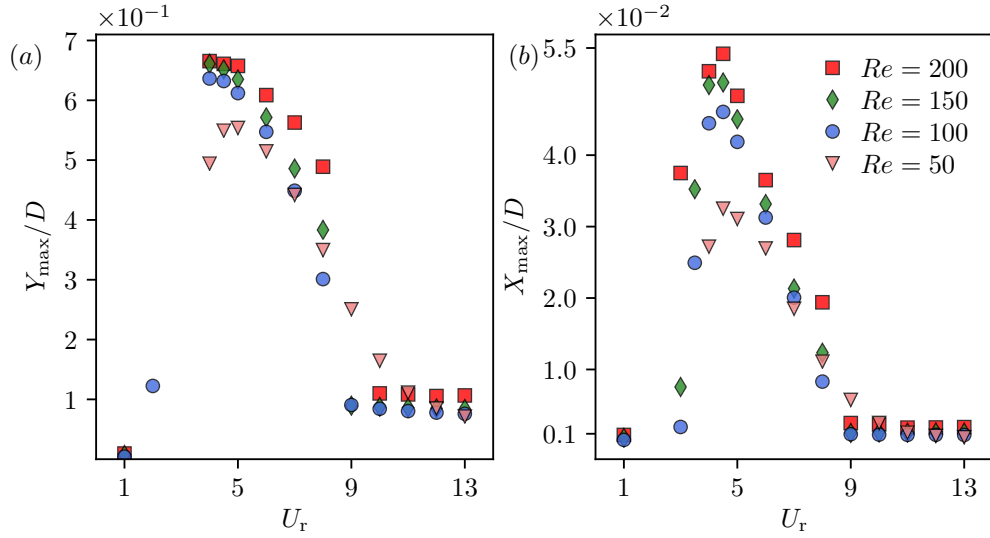 ×10⁻¹
(a)
7
6
5
4
3
2
1
Y_max/D
1 5 9 13
U_r
×10⁻²
(b)
5.5
4.0
3.0
2.0
1.0
0.1
X_max/D
1 5 9 13
U_r
Re = 200
Re = 150
Re = 100
Re = 50